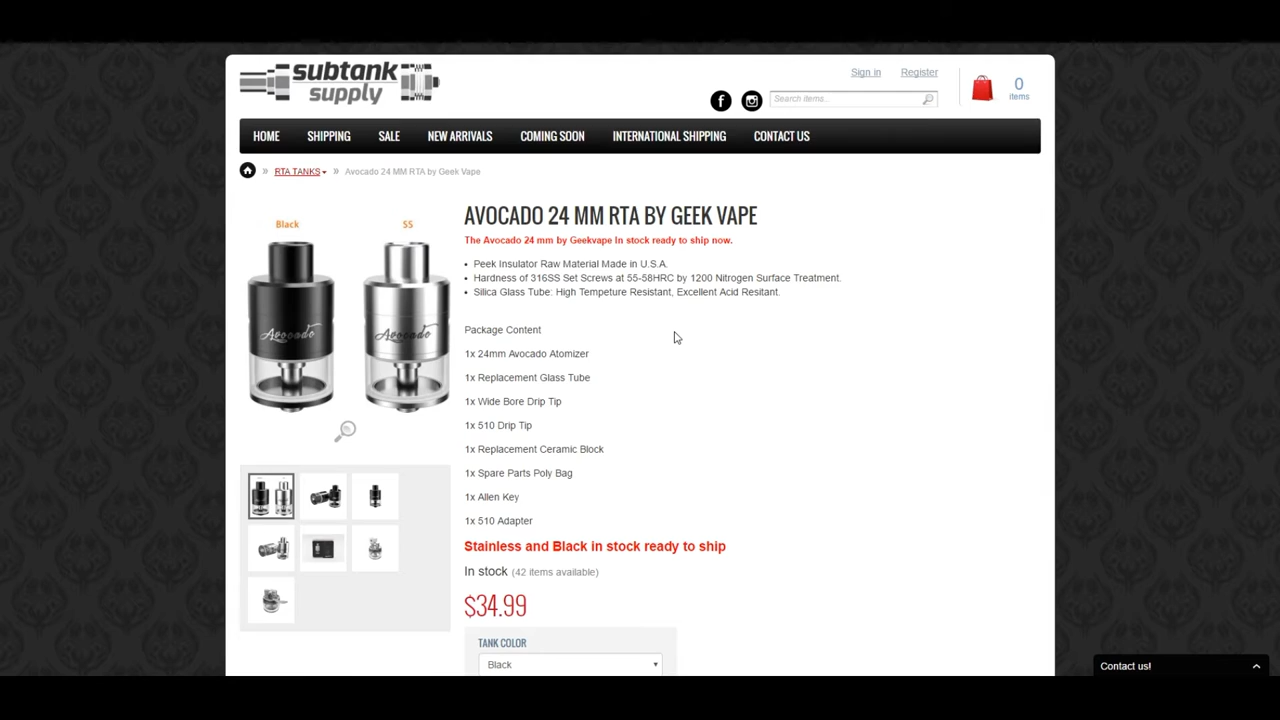 subtank
supply
Sign in
Register
0
items
Search items...
HOME
SHIPPING
SALE
NEW ARRIVALS
COMING SOON
INTERNATIONAL SHIPPING
CONTACT US
» RTA TANKS » Avocado 24 MM RTA by Geek Vape
Black
SS
Avocado
Avocado
AVOCADO 24 MM RTA BY GEEK VAPE
The Avocado 24 mm by Geekvape In stock ready to ship now.
• Peek Insulator Raw Material Made in U.S.A.
• Hardness of 316SS Set Screws at 55-58HRC by 1200 Nitrogen Surface Treatment.
• Silica Glass Tube: High Tempeture Resistant, Excellent Acid Resitant.
Package Content
1x 24mm Avocado Atomizer
1x Replacement Glass Tube
1x Wide Bore Drip Tip
1x 510 Drip Tip
1x Replacement Ceramic Block
1x Spare Parts Poly Bag
1x Allen Key
1x 510 Adapter
Stainless and Black in stock ready to ship
In stock (42 items available)
$34.99
TANK COLOR
Black
Contact us!